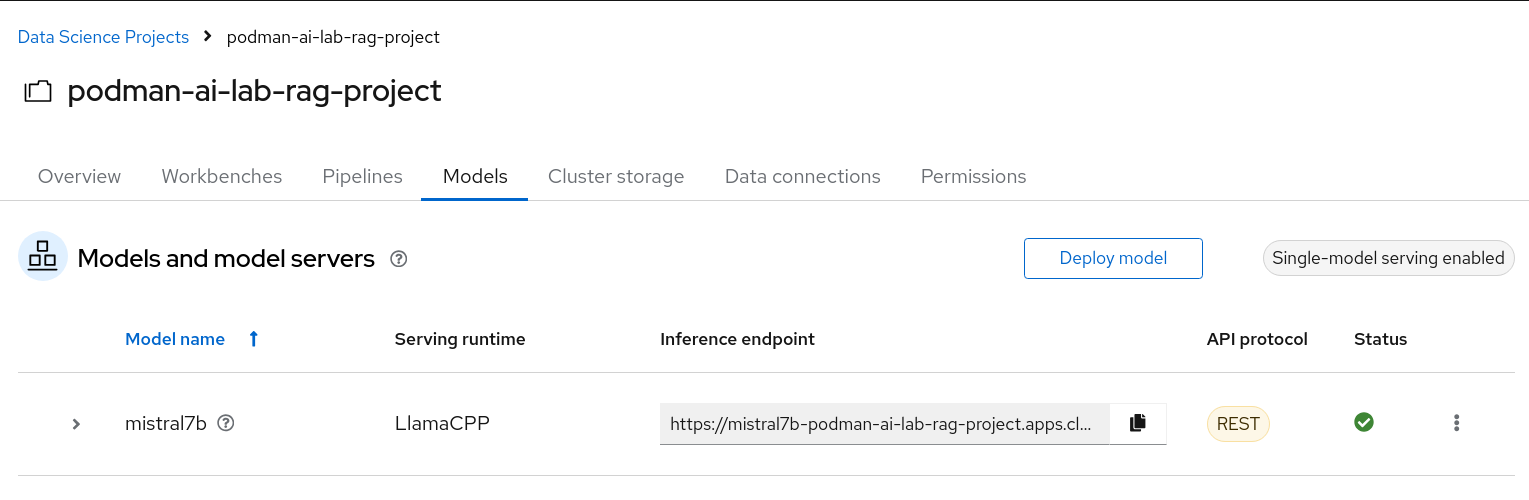 Data Science Projects > podman-ai-lab-rag-project
podman-ai-lab-rag-project
Overview Workbenches Pipelines Models Cluster storage Data connections Permissions
Models and model servers ? Deploy model Single-model serving enabled
Model name ↑ Serving runtime Inference endpoint API protocol Status
mistral7b ? LlamaCPP https://mistral7b-podman-ai-lab-rag-project.apps.cl... REST